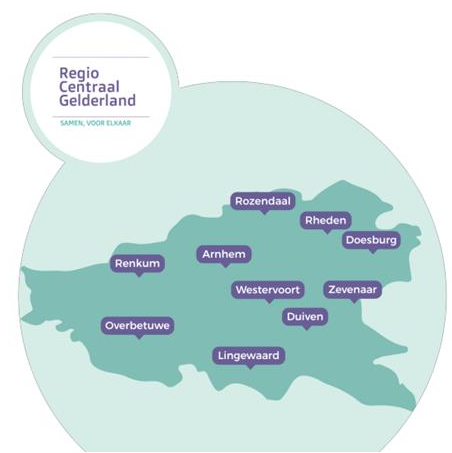 Regio
Centraal
Gelderland
SAMEN, VOOR ELKAAR
Rozendaal
Rheden
Doesburg
Arnhem
Renkum
Westervoort
Zevenaar
Duiven
Overbetuwe
Lingewaard